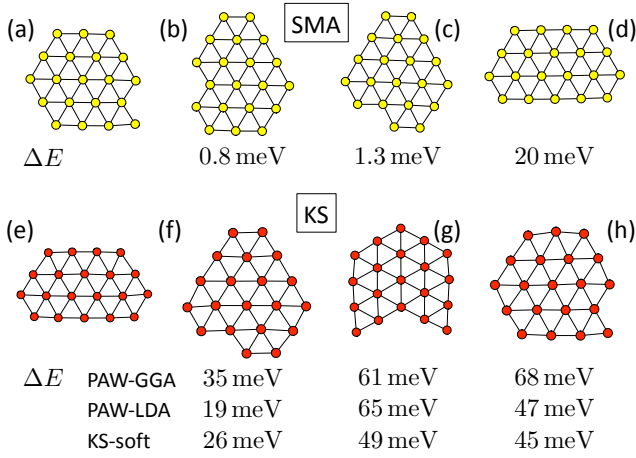 (a) (b) SMA (c) (d)
ΔE 0.8 meV 1.3 meV 20 meV
KS
(e) (f) (g) (h)
ΔE PAW-GGA 35 meV 61 meV 68 meV
PAW-LDA 19 meV 65 meV 47 meV
KS-soft 26 meV 49 meV 45 meV